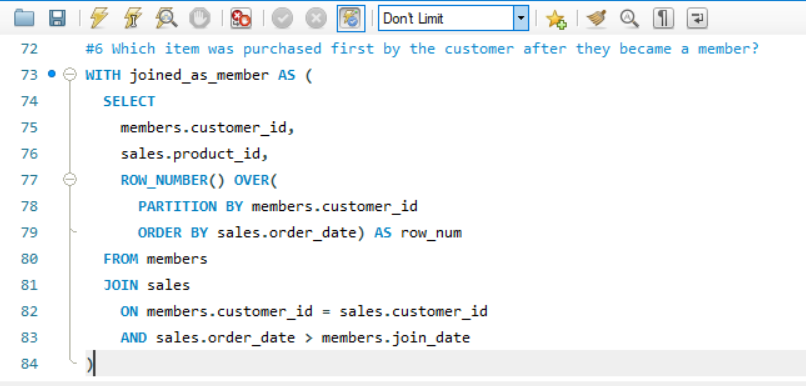 Don't Limit
72 #6 Which item was purchased first by the customer after they became a member?
73 WITH joined_as_member AS (
74 SELECT
75 members.customer_id,
76 sales.product_id,
77 ROW_NUMBER() OVER(
78 PARTITION BY members.customer_id
79 ORDER BY sales.order_date) AS row_num
80 FROM members
81 JOIN sales
82 ON members.customer_id = sales.customer_id
83 AND sales.order_date > members.join_date
84 )